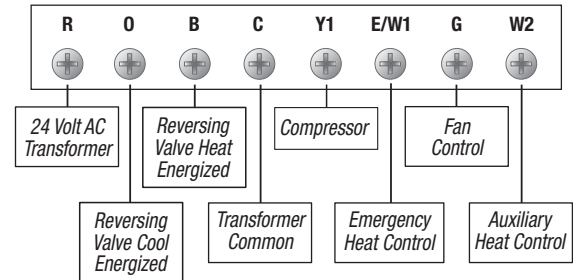 R O B C Y1 E/W1 G W2
24 Volt AC
Transformer
Reversing
Valve Heat
Energized
Compressor
Fan
Control
Reversing
Valve Cool
Energized
Transformer
Common
Emergency
Heat Control
Auxiliary
Heat Control